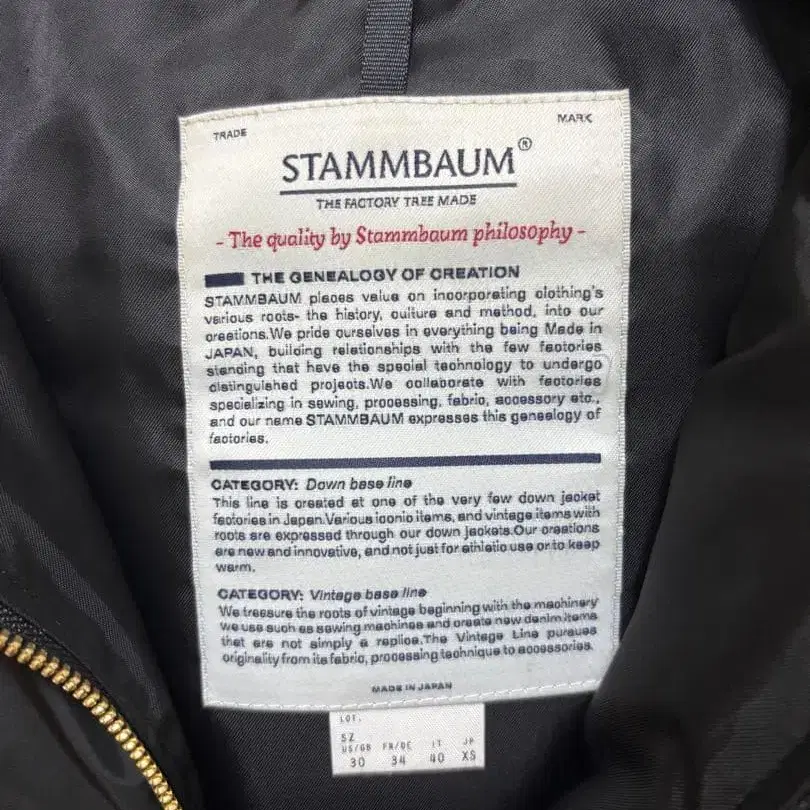 TRADE MARK
STAMMBAUM®
THE FACTORY TREE MADE
- The quality by Stammbaum philosophy -
THE GENEALOGY OF CREATION
STAMMBAUM places value on incorporating clothing's
various roots- the history, culture and method, into our
creations.We pride ourselves in everything being Made in
JAPAN, building relationships with the few factories
standing that have the special technology to undergo
distinguished projects.We collaborate with factories
specializing in sewing, processing, fabric, accessory etc.,
and our name STAMMBAUM expresses this genealogy of
factories.
CATEGORY: Down base line
This line is created at one of the very few down jacket
factories in Japan.Various iconic items, and vintage items with
roots are expressed through our down jackets.Our creations
are new and innovative, and not just for athletic use or to keep
warm.
CATEGORY: Vintage base line
We treasure the roots of vintage beginning with the machinery
we use such as sewing machines and create new denim items
that are not simply a replica.The Vintage Line pursues
originality from its fabric, processing technique to accessories.
MADE IN JAPAN
LOT.
SZ
US/GB FR/DE IT JP
30 34 40 XS